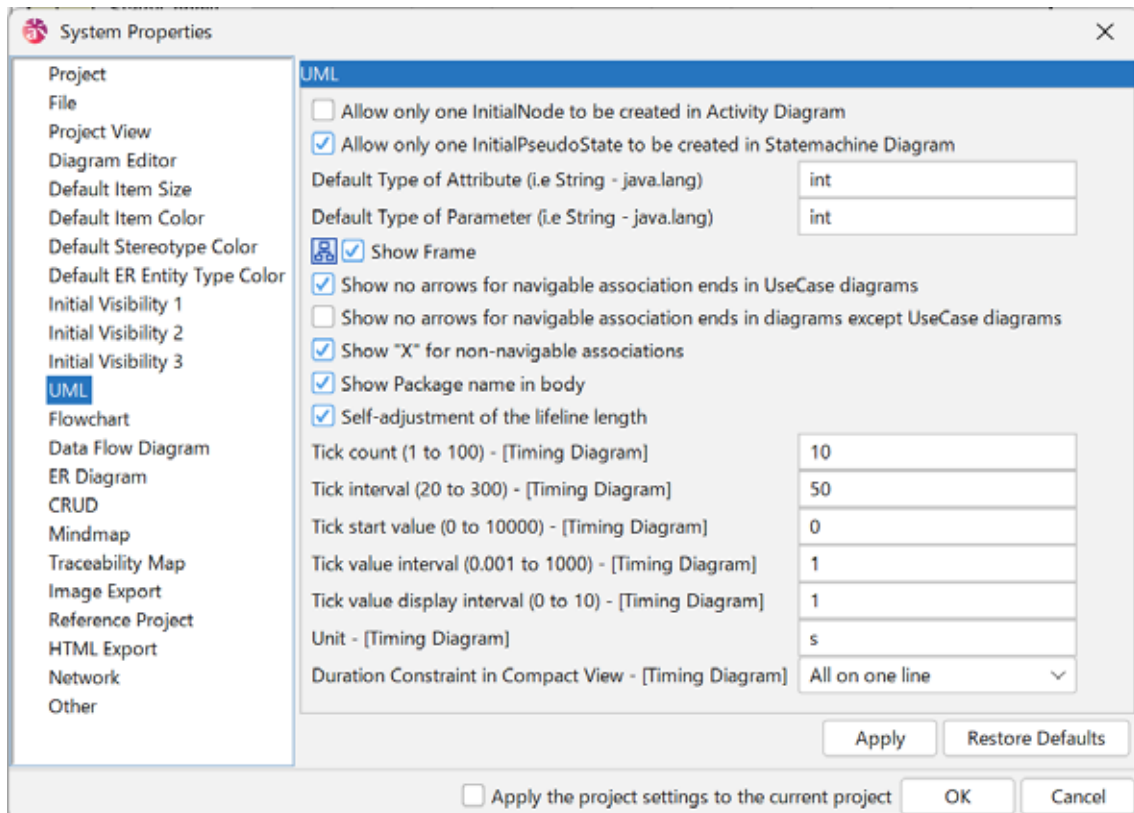 System Properties
Project
File
Project View
Diagram Editor
Default Item Size
Default Item Color
Default Stereotype Color
Default ER Entity Type Color
Initial Visibility 1
Initial Visibility 2
Initial Visibility 3
UML
Flowchart
Data Flow Diagram
ER Diagram
CRUD
Mindmap
Traceability Map
Image Export
Reference Project
HTML Export
Network
Other
UML
Allow only one InitialNode to be created in Activity Diagram
Allow only one InitialPseudoState to be created in Statemachine Diagram
Default Type of Attribute (i.e String - java.lang) int
Default Type of Parameter (i.e String - java.lang) int
Show Frame
Show no arrows for navigable association ends in UseCase diagrams
Show no arrows for navigable association ends in diagrams except UseCase diagrams
Show "X" for non-navigable associations
Show Package name in body
Self-adjustment of the lifeline length
Tick count (1 to 100) - [Timing Diagram] 10
Tick interval (20 to 300) - [Timing Diagram] 50
Tick start value (0 to 10000) - [Timing Diagram] 0
Tick value interval (0.001 to 1000) - [Timing Diagram] 1
Tick value display interval (0 to 10) - [Timing Diagram] 1
Unit - [Timing Diagram] s
Duration Constraint in Compact View - [Timing Diagram] All on one line
Apply Restore Defaults
Apply the project settings to the current project OK Cancel